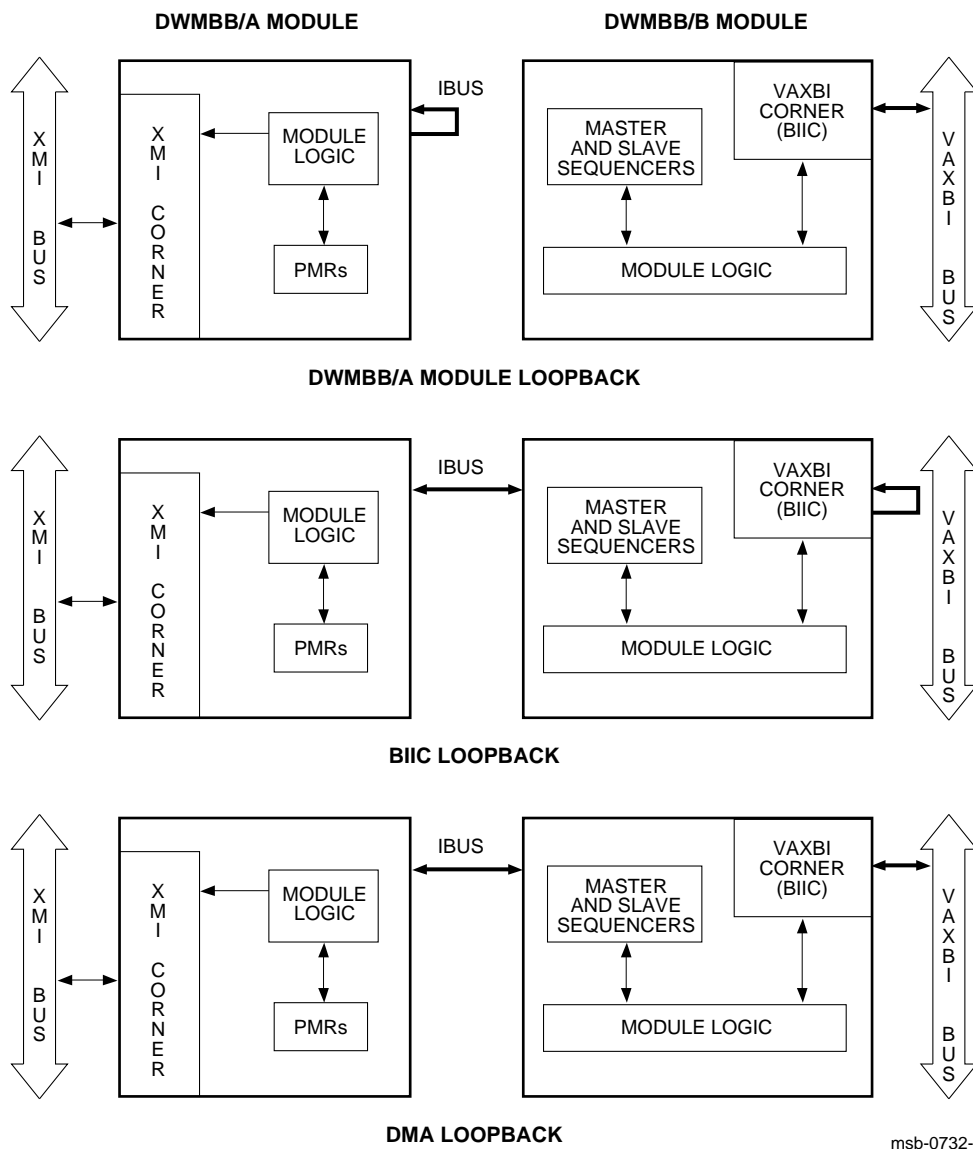 DWMBB/A MODULE
DWMBB/B MODULE
XMI BUS
XMI CORNER
MODULE
LOGIC
PMRs
IBUS
MASTER
AND SLAVE
SEQUENCERS
VAXBI
CORNER
(BIIC)
MODULE LOGIC
VAXBI BUS
DWMBB/A MODULE LOOPBACK
XMI BUS
XMI CORNER
MODULE
LOGIC
PMRs
IBUS
MASTER
AND SLAVE
SEQUENCERS
VAXBI
CORNER
(BIIC)
MODULE LOGIC
VAXBI BUS
BIIC LOOPBACK
XMI BUS
XMI CORNER
MODULE
LOGIC
PMRs
IBUS
MASTER
AND SLAVE
SEQUENCERS
VAXBI
CORNER
(BIIC)
MODULE LOGIC
VAXBI BUS
DMA LOOPBACK
msb-0732-